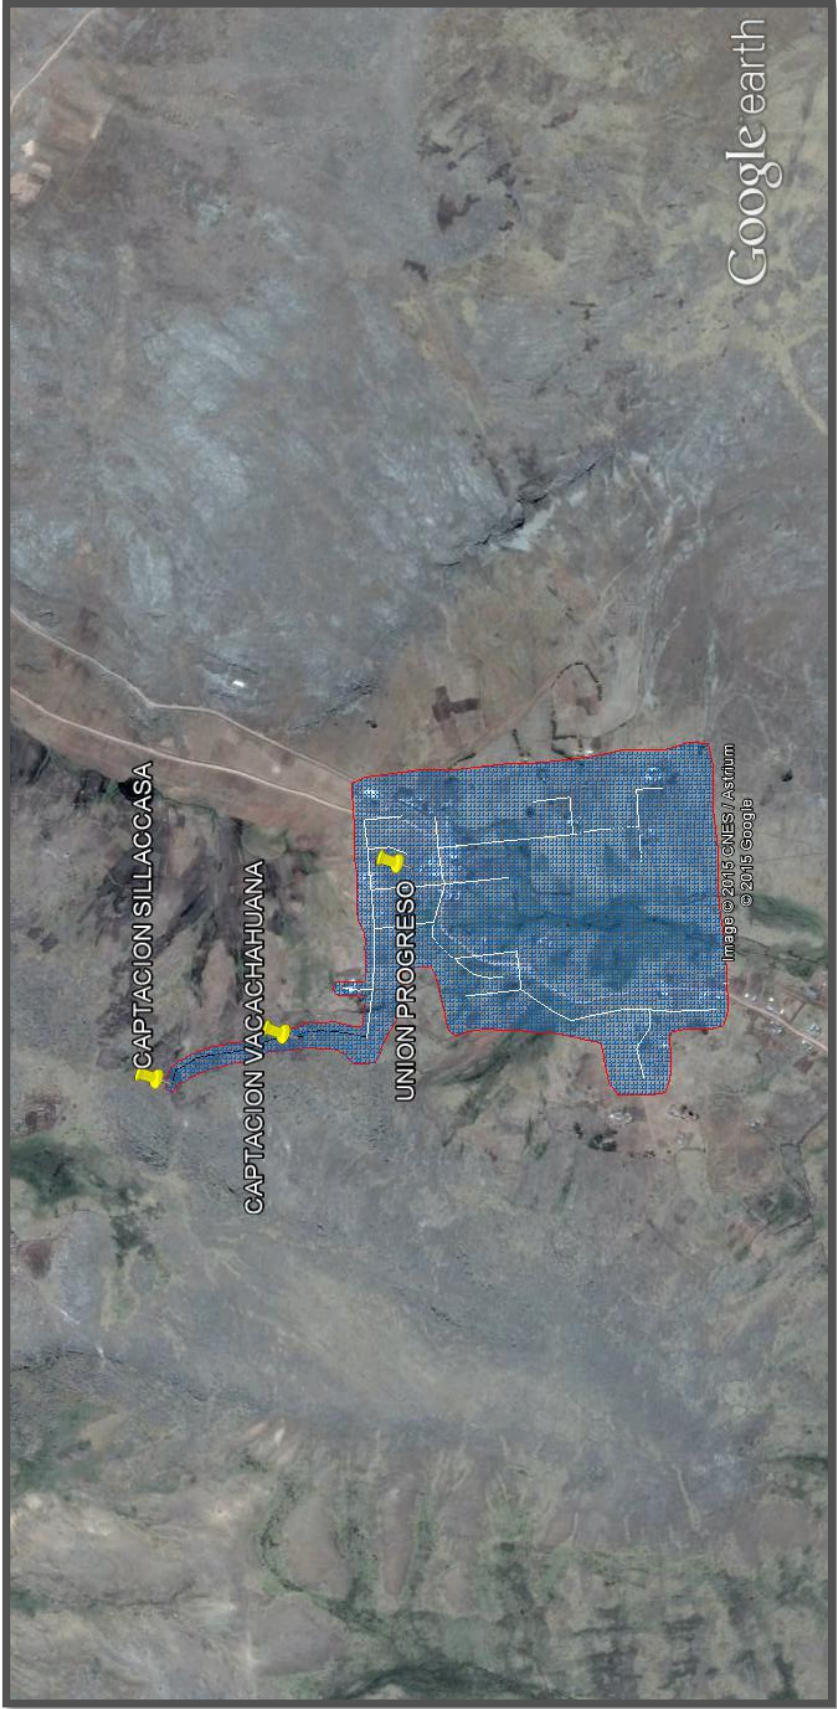 CAPTACION SILLACCASA
CAPTACION VACACHAHUANA
UNION PROGRESO
Image © 2015 CNES / Astrium
© 2015 Google
Google earth